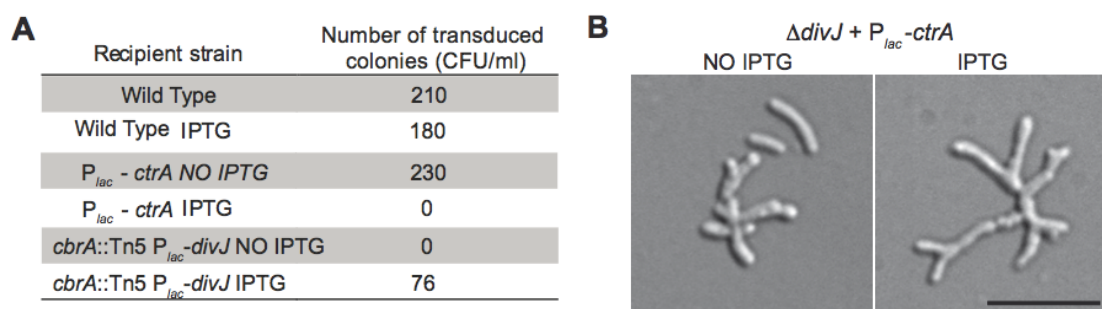 A
Recipient strain
Number of transduced
colonies (CFU/ml)
Wild Type 210
Wild Type IPTG 180
Plac - ctrA NO IPTG 230
Plac - ctrA IPTG 0
cbrA::Tn5 Plac-divJ NO IPTG 0
cbrA::Tn5 Plac-divJ IPTG 76
B
ΔdivJ + Plac-ctrA
NO IPTG IPTG